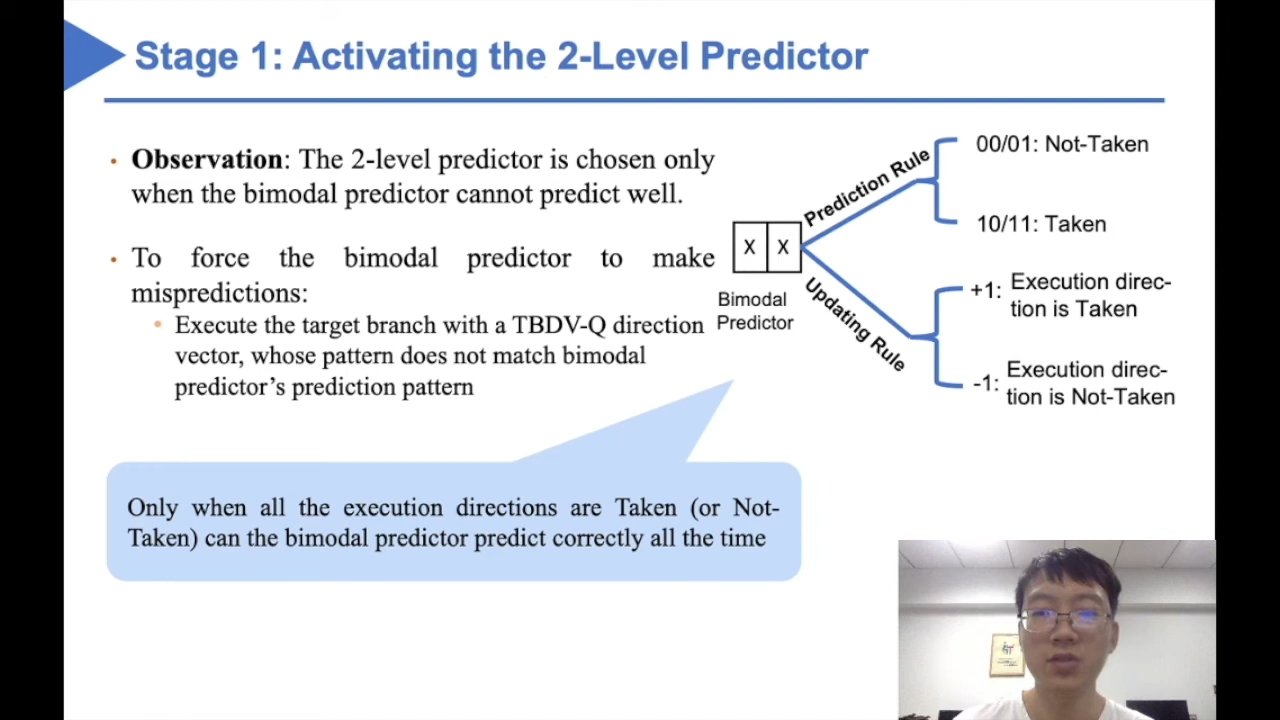 Stage 1: Activating the 2-Level Predictor
• Observation: The 2-level predictor is chosen only
when the bimodal predictor cannot predict well.
• To force the bimodal predictor to make
mispredictions:
• Execute the target branch with a TBDV-Q direction
vector, whose pattern does not match bimodal
predictor’s prediction pattern
Only when all the execution directions are Taken (or Not-
Taken) can the bimodal predictor predict correctly all the time
X X
Bimodal
Predictor
Prediction Rule
00/01: Not-Taken
10/11: Taken
Updating Rule
+1: Execution direc-
tion is Taken
-1: Execution direc-
tion is Not-Taken